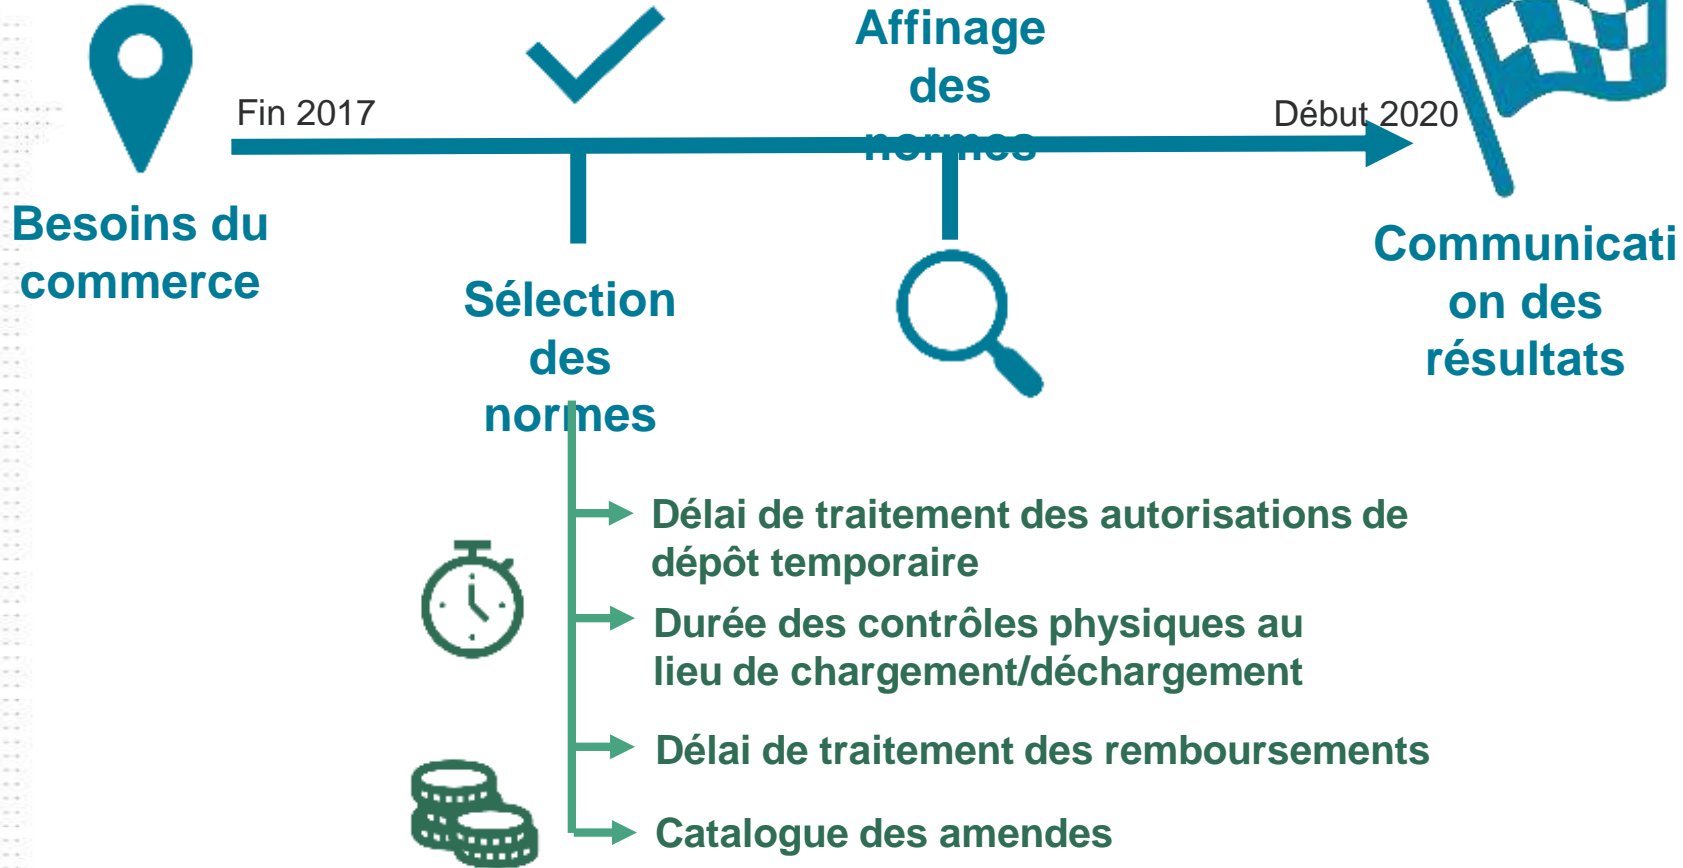 Affinage
des
normes
Fin 2017
Début 2020
Besoins du
commerce
Sélection
des
normes
Communicati
on des
résultats
Délai de traitement des autorisations de
dépôt temporaire
Durée des contrôles physiques au
lieu de chargement/déchargement
Délai de traitement des remboursements
Catalogue des amendes